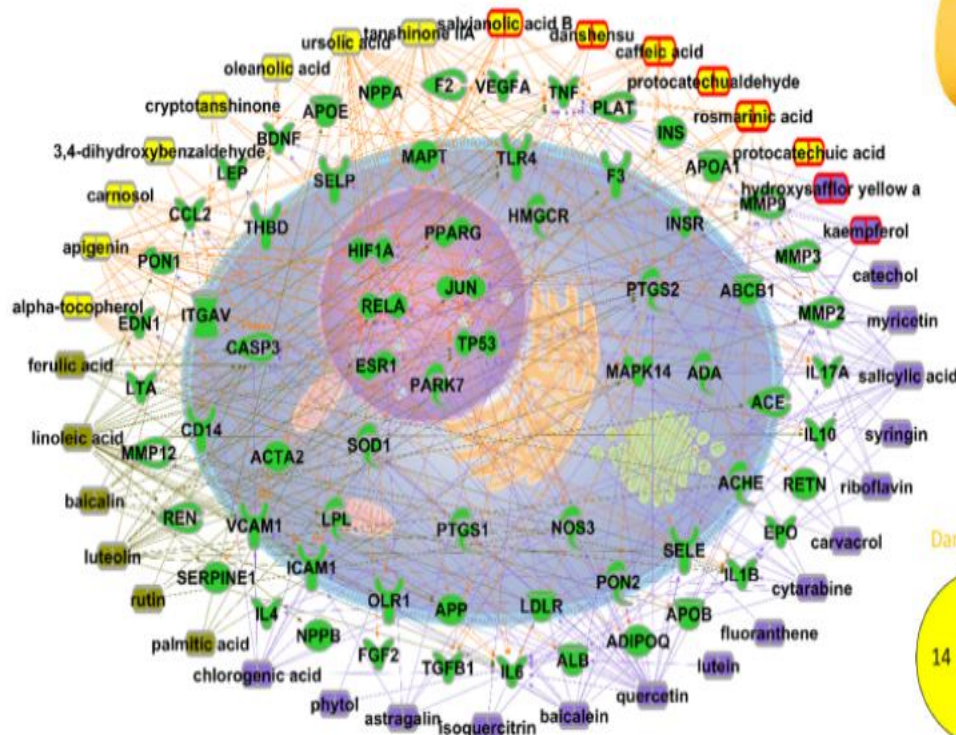 salvianolic acid B
tanshinone IIA
danshensu
ursolic acid
caffeic acid
oleanolic acid
protocatechualdehyde
cryptotanshinone
rosmarinic acid
3,4-dihydroxybenzaldehyde
protocatechuic acid
carnosol
hydroxysafflor yellow a
apigenin
kaempferol
alpha-tocopherol
catechol
ferulic acid
myricetin
linoleic acid
salicylic acid
baicalin
syringin
luteolin
riboflavin
rutin
carvacrol
palmitic acid
cytarabine
chlorogenic acid
fluoranthene
phytol
lutein
astragalin
quercetin
isoquercitrin
baicalein
NPPA
F2
VEGFA
TNF
PLAT
APOE
INS
BDNF
MAPT
TLR4
APOA1
LEP
SELP
F3
MMP9
CCL2
THBD
HMGCR
INSR
PON1
HIF1A
PPARG
MMP3
EDN1
ITGAV
RELA
JUN
PTGS2
ABCB1
MMP2
CASP3
TP53
ESR1
PARK7
MAPK14
ADA
IL17A
LTA
ACE
CD14
SOD1
IL10
MMP12
ACTA2
ACHE
RETN
REN
VCAM1
LPL
PTGS1
NOS3
EPO
SELE
SERPINE1
ICAM1
IL1B
PON2
IL4
OLR1
APP
LDLR
APOB
NPPB
ADIPOQ
FGF2
TGFB1
IL6
ALB
Dan
14